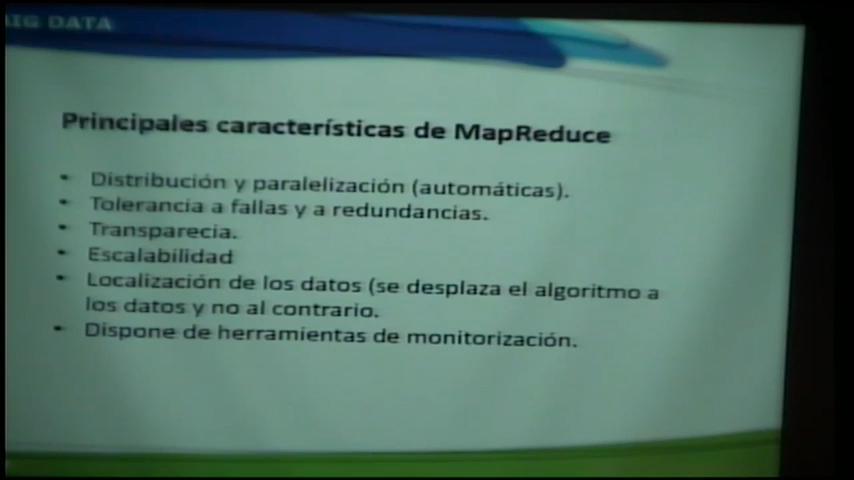 BIG DATA
Principales características de MapReduce
• Distribución y paralelización (automáticas).
• Tolerancia a fallas y a redundancias.
• Transparecia.
• Escalabilidad
• Localización de los datos (se desplaza el algoritmo a
los datos y no al contrario.
• Dispone de herramientas de monitorización.